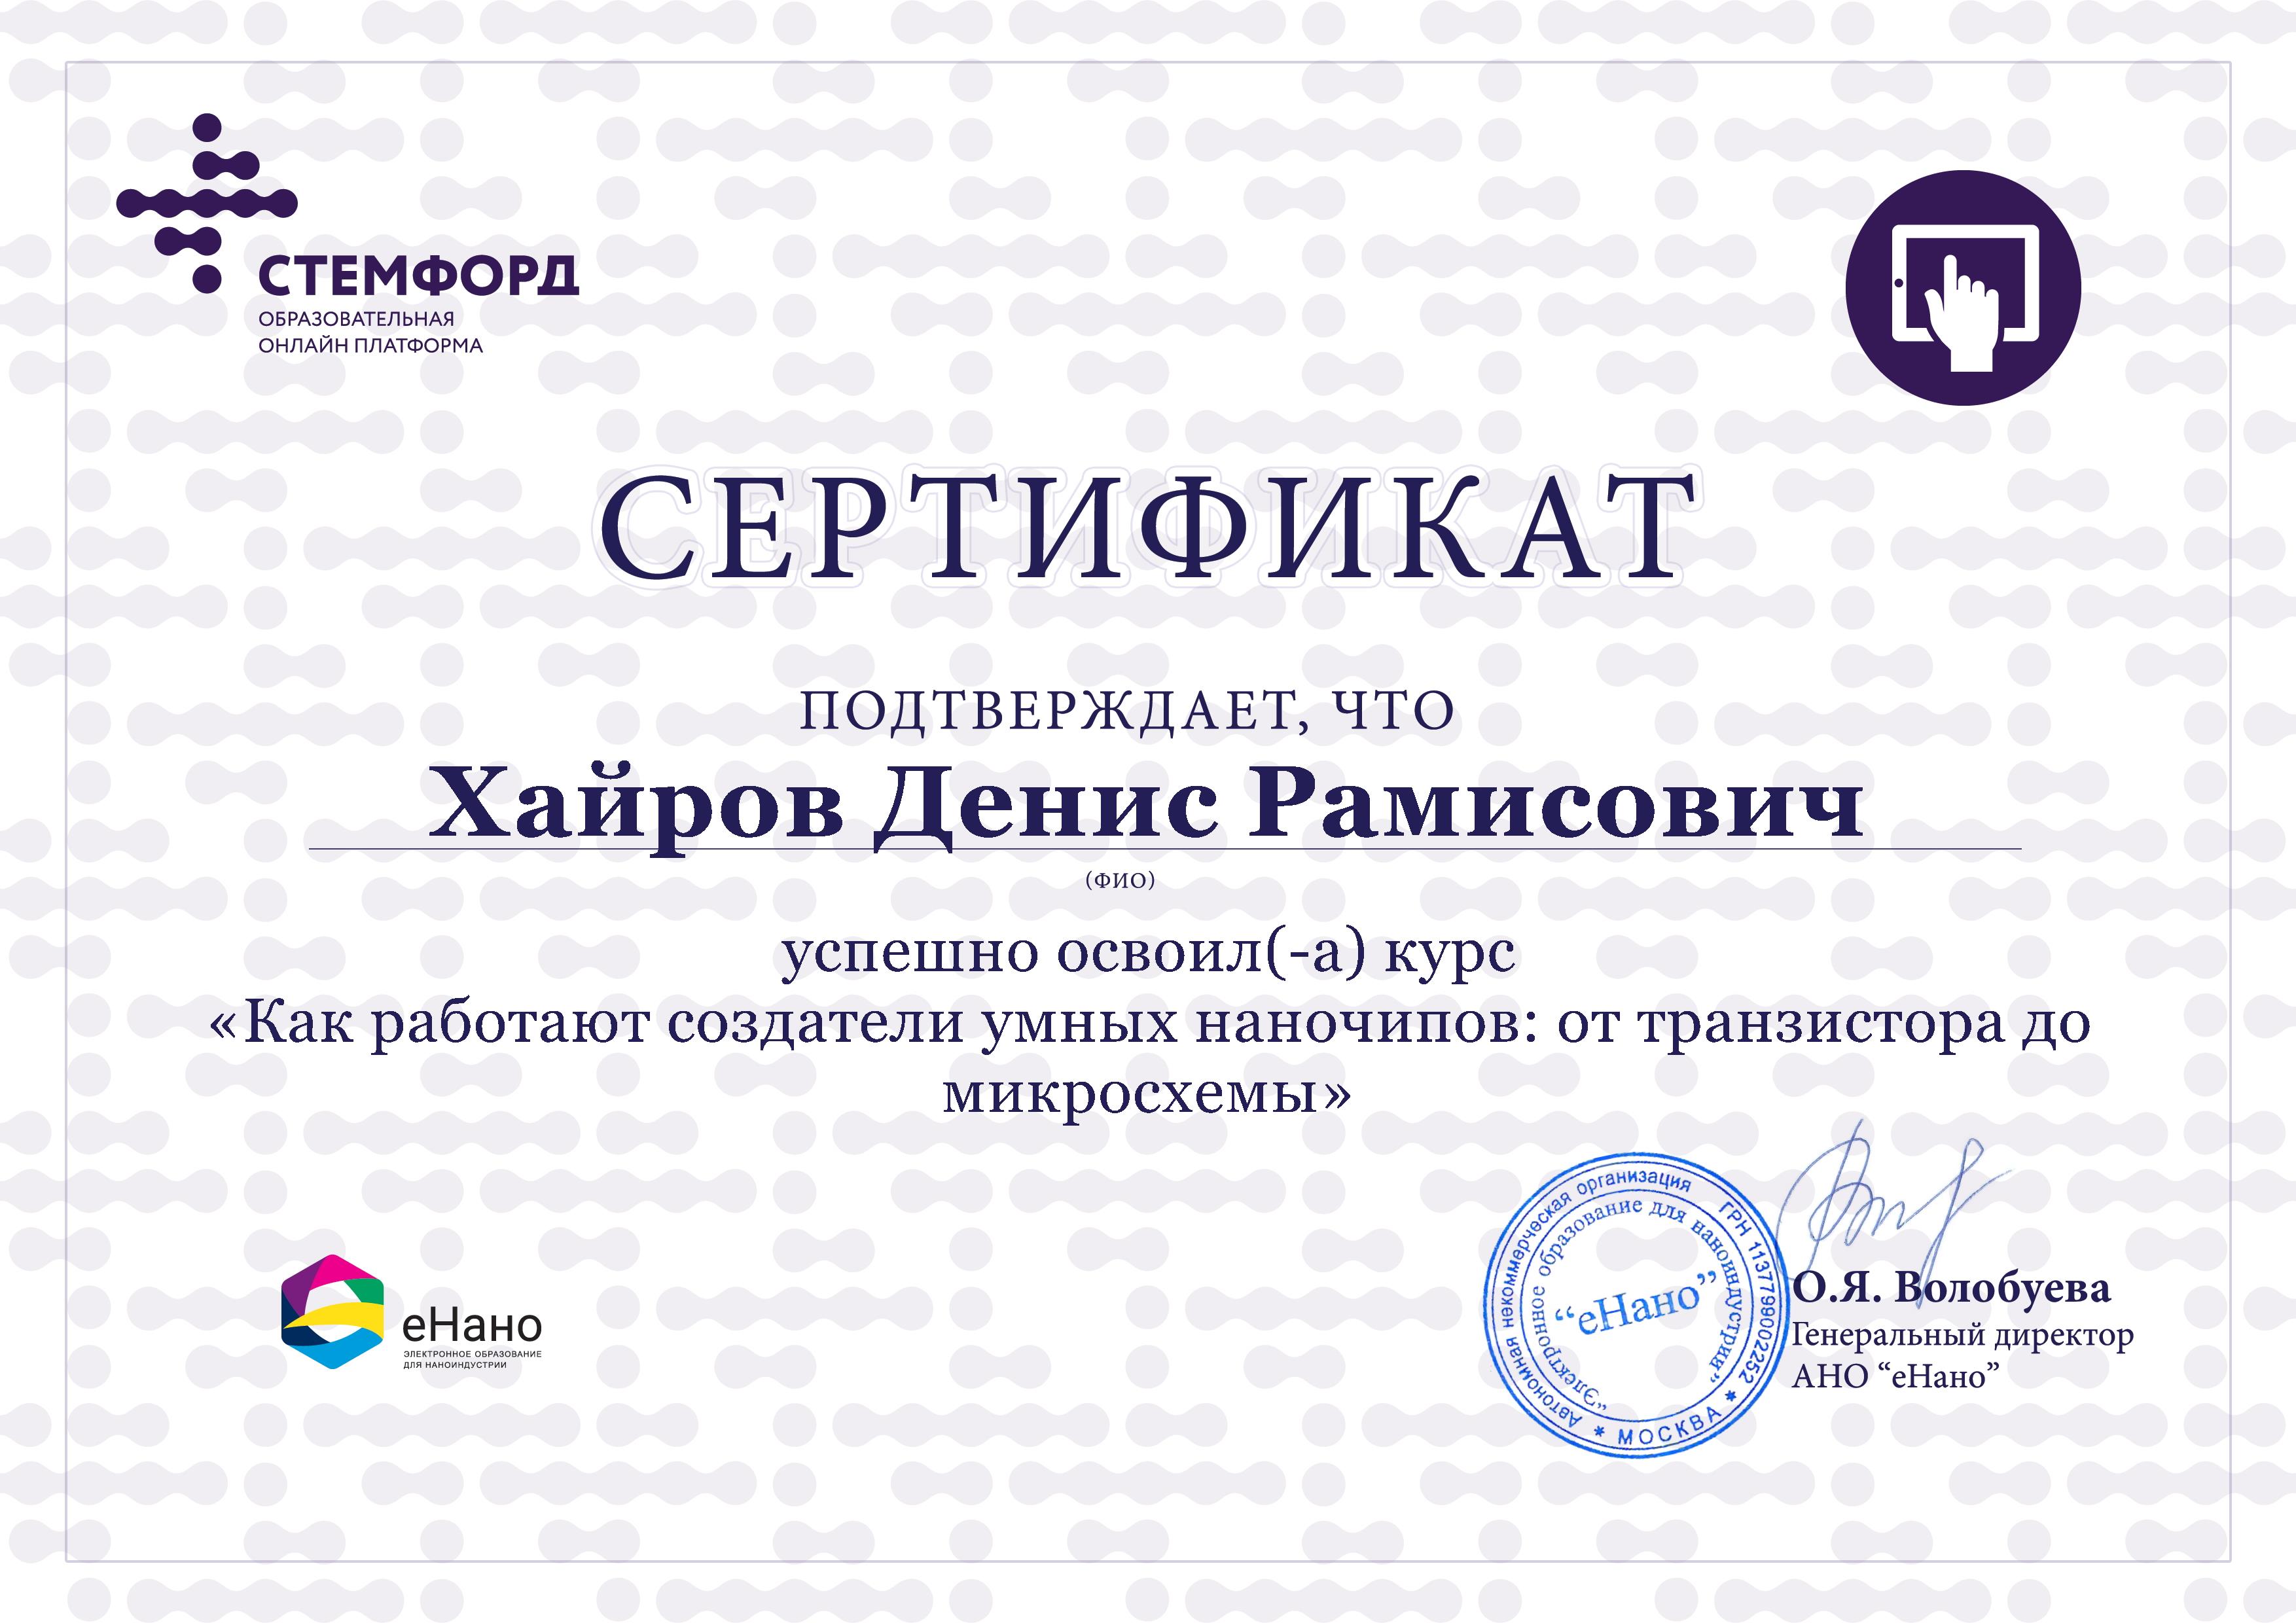 СТЕМФОРД
ОБРАЗОВАТЕЛЬНАЯ
ОНЛАЙН ПЛАТФОРМА
СЕРТИФИКАТ
ПОДТВЕРЖДАЕТ, ЧТО
Хайров Денис Рамисович
(ФИО)
успешно освоил(-а) курс
«Как работают создатели умных наночипов: от транзистора до
микросхемы»
еНано
ЭЛЕКТРОННОЕ ОБРАЗОВАНИЕ
ДЛЯ НАНОИНДУСТРИИ
Автономная некоммерческая организация ГРН 1137799002252 * МОСКВА *
“Электронное образование для наноиндустрии”
“еНано”
О.Я. Волобуева
Генеральный директор
АНО “еНано”